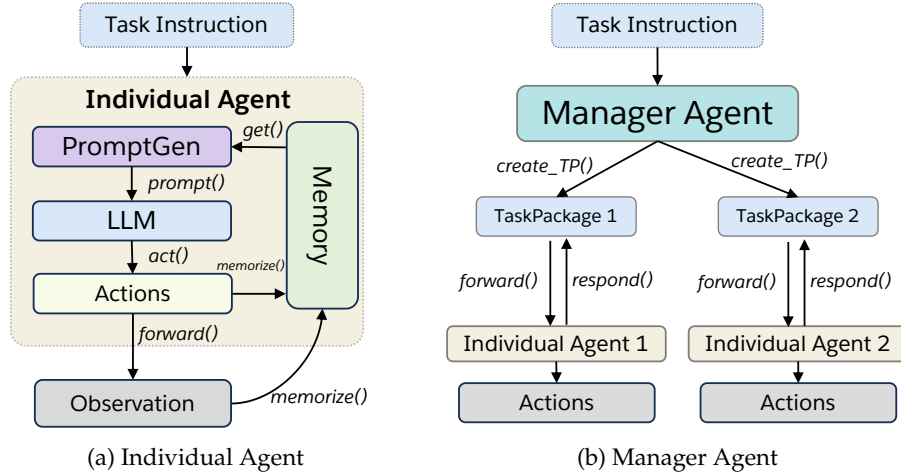 Task Instruction
Individual Agent
get()
PromptGen
prompt()
LLM
Memory
act()
memorize()
Actions
forward()
Observation
memorize()
(a) Individual Agent
Task Instruction
Manager Agent
create_TP()
create_TP()
TaskPackage 1
TaskPackage 2
forward()
respond()
forward()
respond()
Individual Agent 1
Individual Agent 2
Actions
Actions
(b) Manager Agent